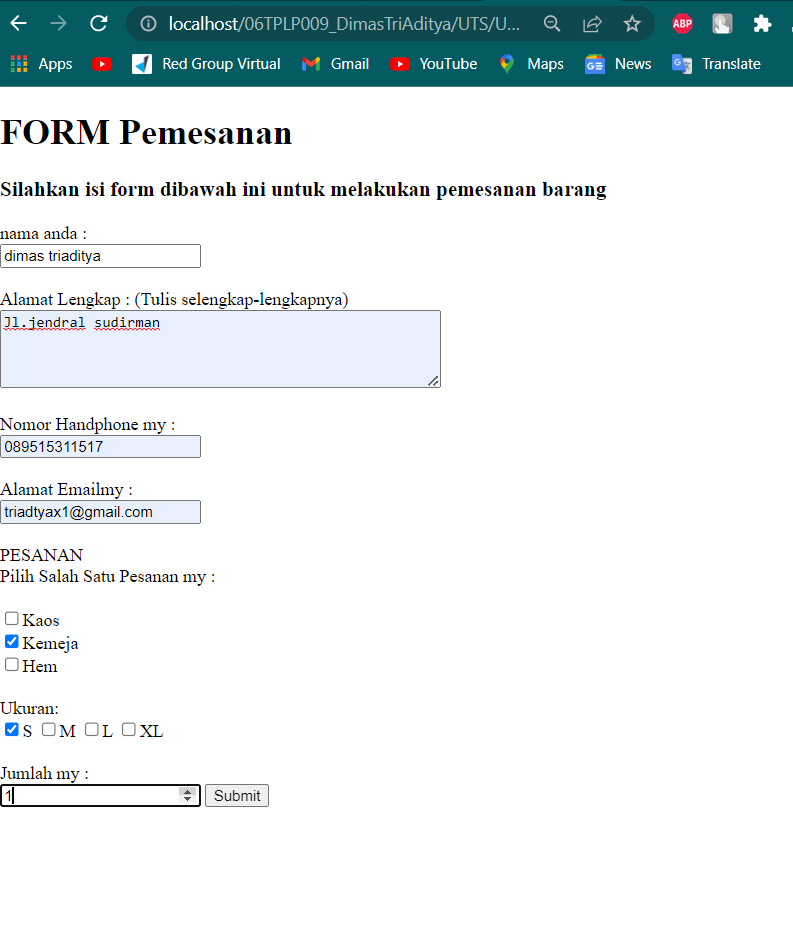 localhost/06TPLP009_DimasTriAditya/UTS/U...
ABP
Apps Red Group Virtual Gmail YouTube Maps News Translate
FORM Pemesanan
Silahkan isi form dibawah ini untuk melakukan pemesanan barang
nama anda :
dimas triaditya
Alamat Lengkap : (Tulis selengkap-lengkapnya)
Jl.jendral sudirman
Nomor Handphone my :
089515311517
Alamat Emailmy :
triadtyax1@gmail.com
PESANAN
Pilih Salah Satu Pesanan my :
Kaos
Kemeja
Hem
Ukuran:
S M L XL
Jumlah my :
1 Submit